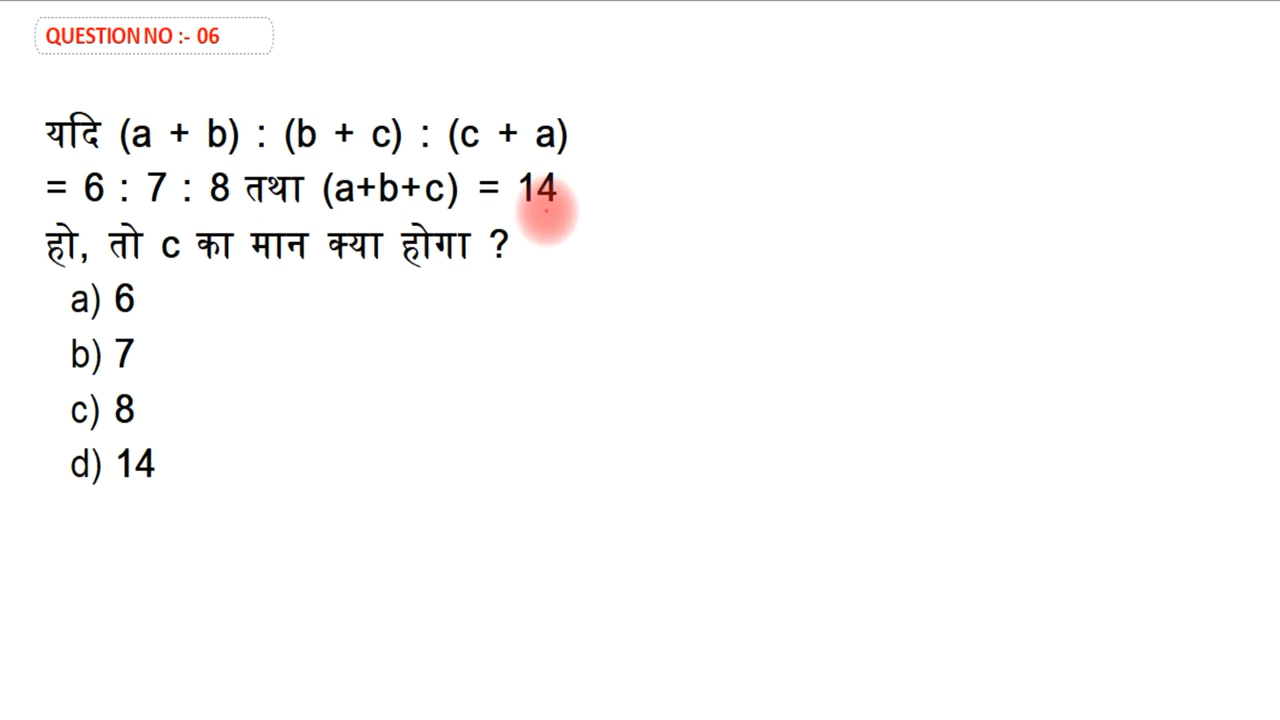 QUESTION NO :- 06
यदि (a + b) : (b + c) : (c + a)
= 6 : 7 : 8 तथा (a+b+c) = 14
हो, तो c का मान क्या होगा ?
a) 6
b) 7
c) 8
d) 14